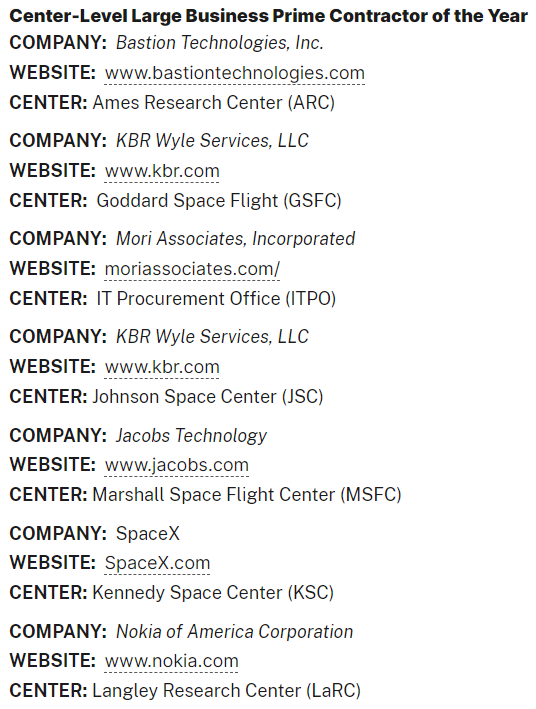 Center-Level Large Business Prime Contractor of the Year
COMPANY: Bastion Technologies, Inc.
WEBSITE: www.bastiontechnologies.com
CENTER: Ames Research Center (ARC)
COMPANY: KBR Wyle Services, LLC
WEBSITE: www.kbr.com
CENTER: Goddard Space Flight (GSFC)
COMPANY: Mori Associates, Incorporated
WEBSITE: moriassociates.com/
CENTER: IT Procurement Office (ITPO)
COMPANY: KBR Wyle Services, LLC
WEBSITE: www.kbr.com
CENTER: Johnson Space Center (JSC)
COMPANY: Jacobs Technology
WEBSITE: www.jacobs.com
CENTER: Marshall Space Flight Center (MSFC)
COMPANY: SpaceX
WEBSITE: SpaceX.com
CENTER: Kennedy Space Center (KSC)
COMPANY: Nokia of America Corporation
WEBSITE: www.nokia.com
CENTER: Langley Research Center (LaRC)